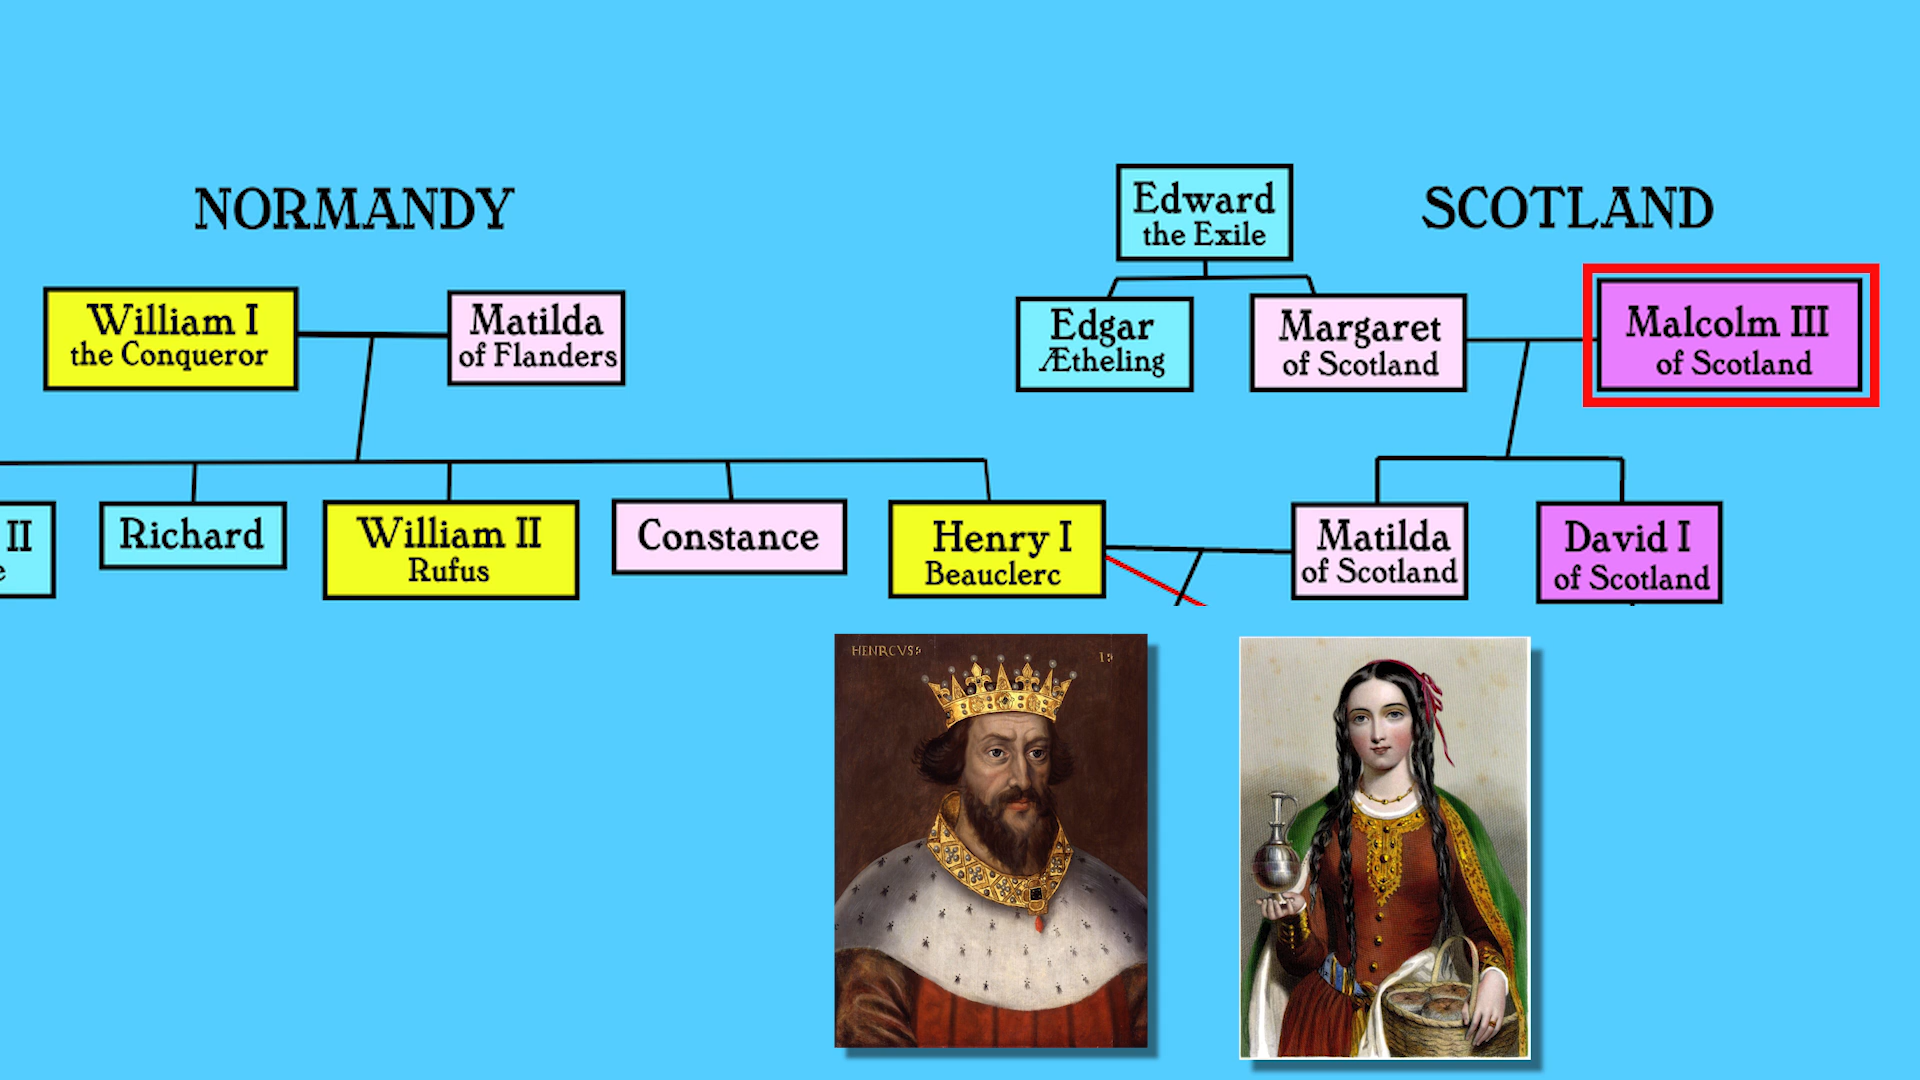 NORMANDY
SCOTLAND
Edward
the Exile
William I
the Conqueror
Matilda
of Flanders
Edgar
Ætheling
Margaret
of Scotland
Malcolm III
of Scotland
II
e
Richard
William II
Rufus
Constance
Henry I
Beauclerc
Matilda
of Scotland
David I
of Scotland